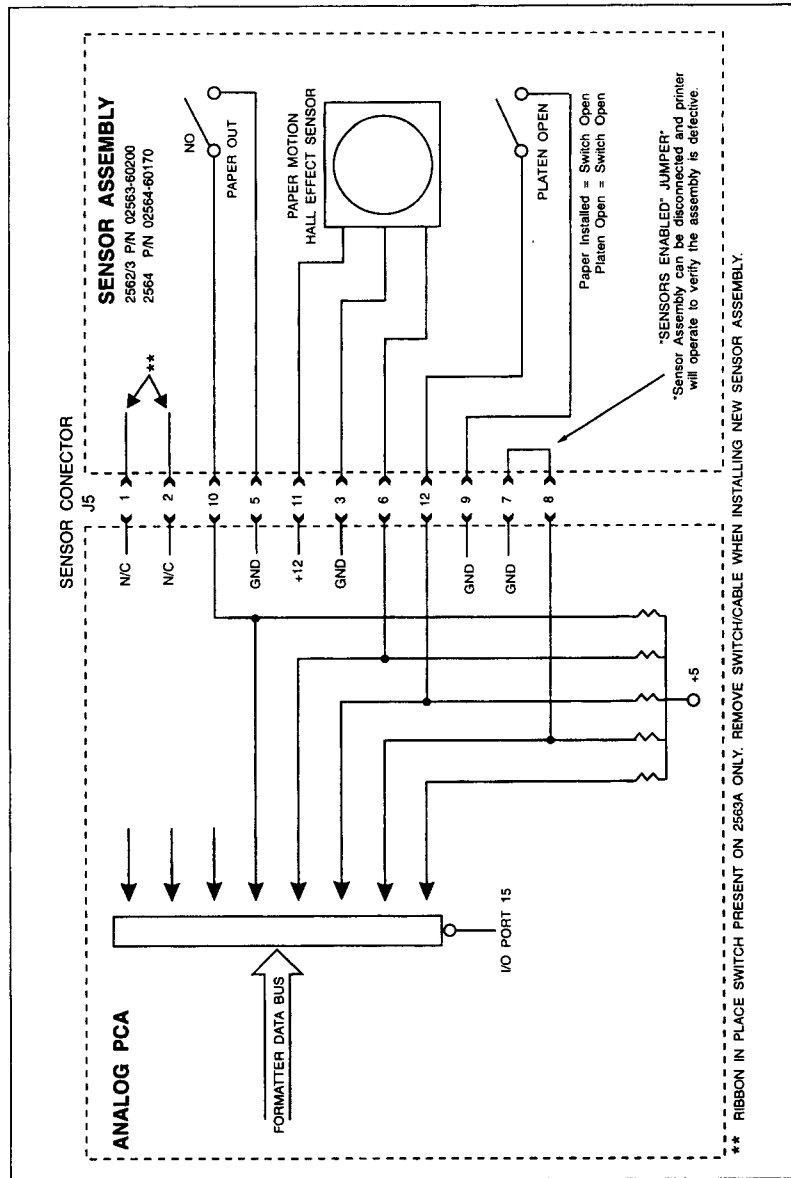 SENSOR ASSEMBLY
2562/3 P/N 02563-60200
2564 P/N 02564-60170
**
NO
PAPER OUT
PAPER MOTION
HALL EFFECT SENSOR
PLATEN OPEN
Paper Installed = Switch Open
Platen Open = Switch Open
"SENSORS ENABLED" JUMPER*
*Sensor Assembly can be disconnected and printer
will operate to verify the assembly is defective.
SENSOR CONECTOR
J5
1
2
10
5
11
3
6
12
9
7
8
N/C
N/C
GND
+12
GND
GND
GND
+5
ANALOG PCA
FORMATTER DATA BUS
I/O PORT 15
** RIBBON IN PLACE SWITCH PRESENT ON 2563A ONLY. REMOVE SWITCH/CABLE WHEN INSTALLING NEW SENSOR ASSEMBLY.